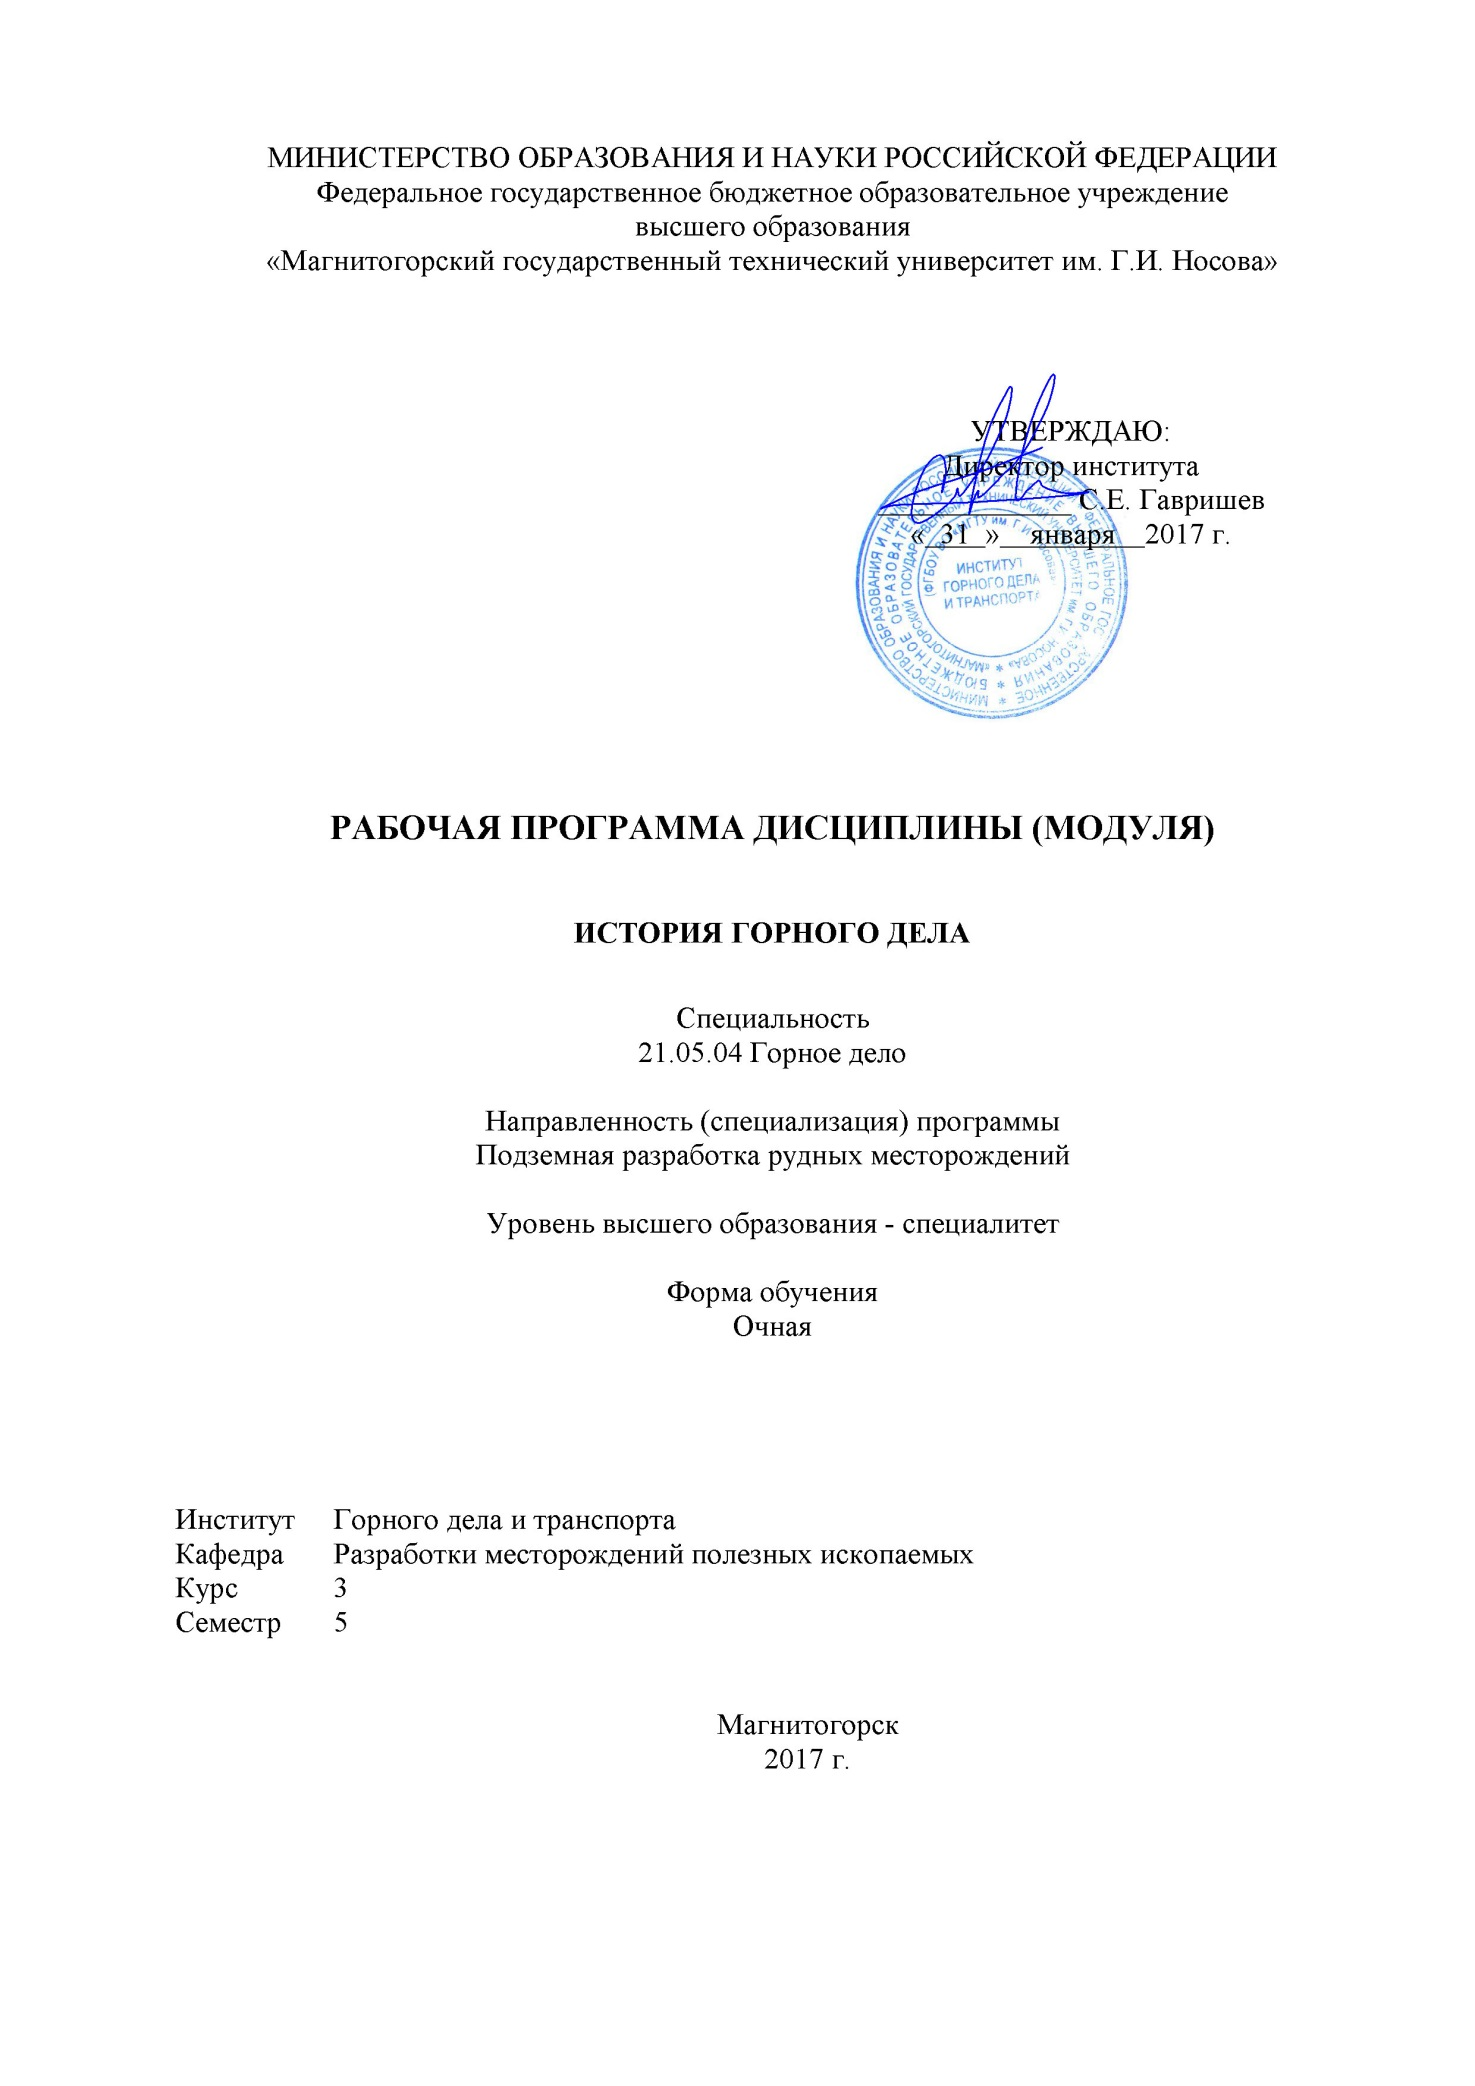 МИНИСТЕРСТВО ОБРАЗОВАНИЯ И НАУКИ РОССИЙСКОЙ ФЕДЕРАЦИИ
Федеральное государственное бюджетное образовательное учреждение
высшего образования
«Магнитогорский государственный технический университет им. Г.И. Носова»
УТВЕРЖДАЮ:
Директор института
_____________ С.Е. Гавришев
«_31_»__января__2017 г.
ИНСТИТУТ
ГОРНОГО ДЕЛА
И ТРАНСПОРТА
РАБОЧАЯ ПРОГРАММА ДИСЦИПЛИНЫ (МОДУЛЯ)
ИСТОРИЯ ГОРНОГО ДЕЛА
Специальность
21.05.04 Горное дело
Направленность (специализация) программы
Подземная разработка рудных месторождений
Уровень высшего образования - специалитет
Форма обучения
Очная
Институт Горного дела и транспорта
Кафедра Разработки месторождений полезных ископаемых
Курс 3
Семестр 5
Магнитогорск
2017 г.